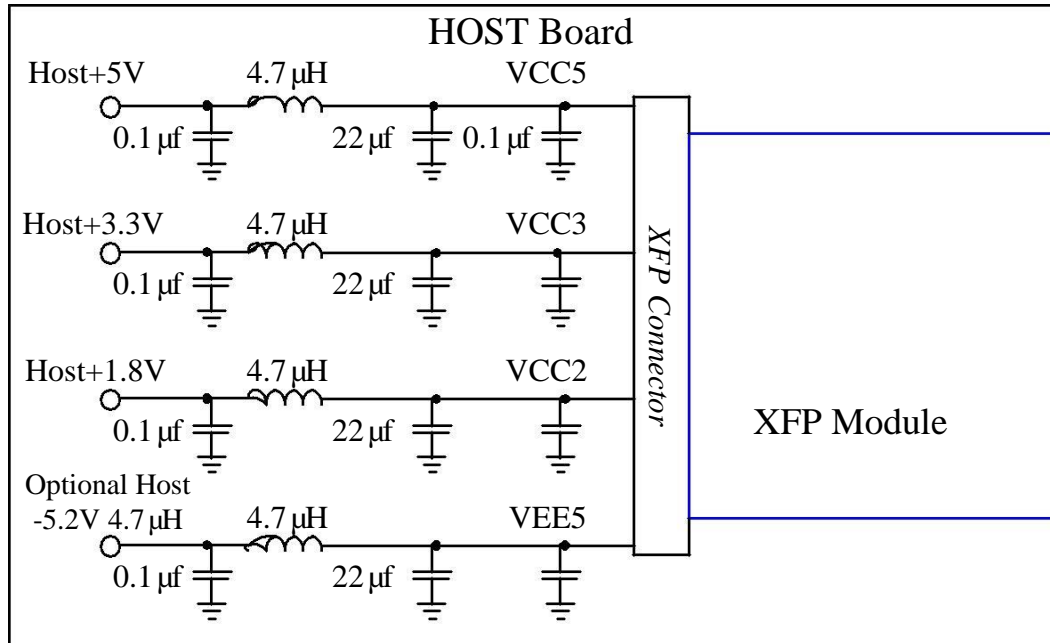 HOST Board
Host+5V 4.7 µH VCC5
0.1 µf 22 µf 0.1 µf
Host+3.3V 4.7 µH VCC3
0.1 µf 22 µf
Host+1.8V 4.7 µH VCC2
0.1 µf 22 µf
Optional Host
-5.2V 4.7 µH 4.7 µH VEE5
0.1 µf 22 µf
XFP Connector
XFP Module